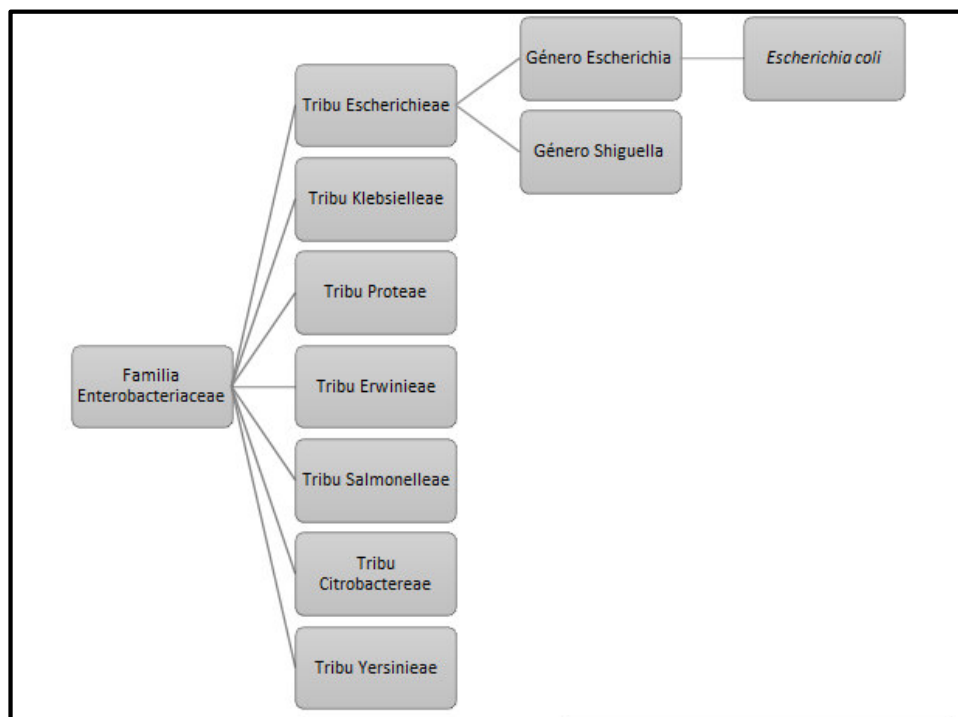 Familia
Enterobacteriaceae
Tribu Escherichieae
Tribu Klebsielleae
Tribu Proteae
Tribu Erwinieae
Tribu Salmonelleae
Tribu
Citrobactereae
Tribu Yersinieae
Género Escherichia
Género Shiguella
Escherichia coli